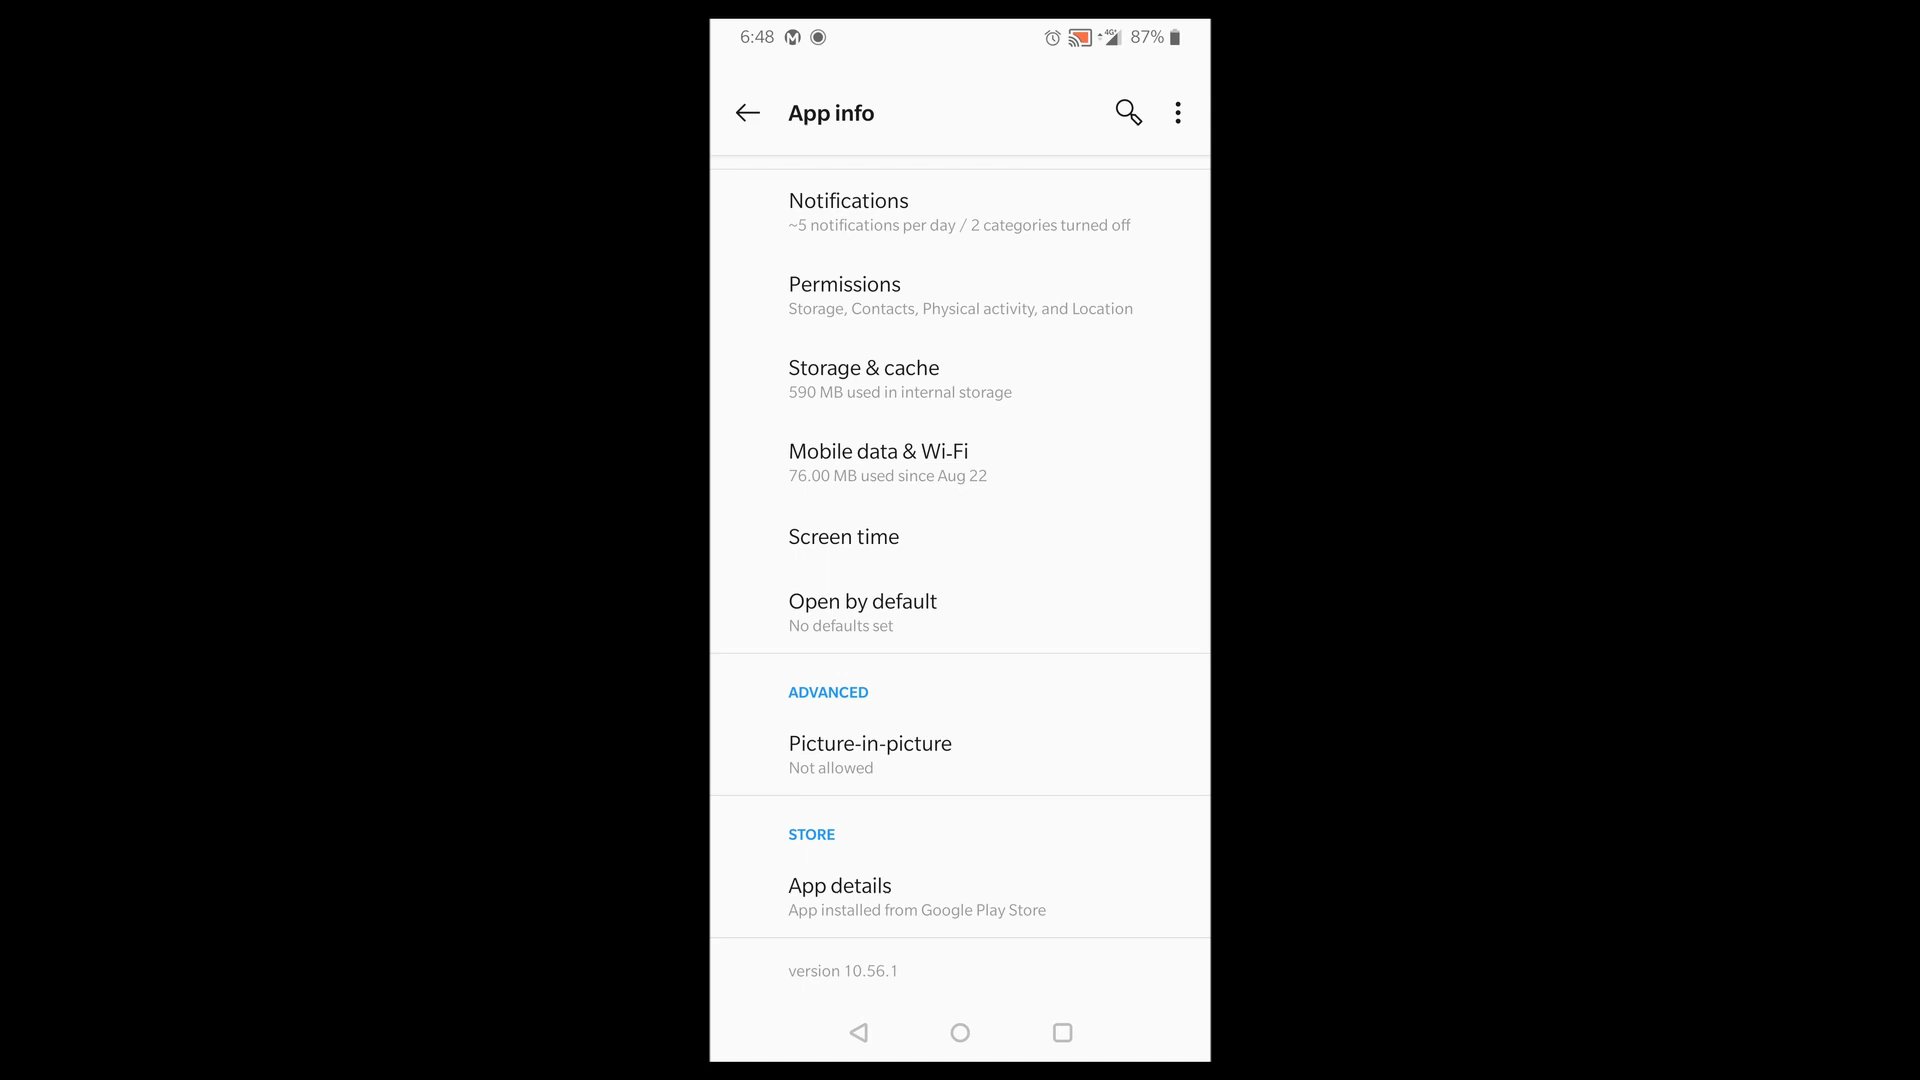 6:48
4G+
87%
App info
Notifications
~5 notifications per day / 2 categories turned off
Permissions
Storage, Contacts, Physical activity, and Location
Storage & cache
590 MB used in internal storage
Mobile data & Wi-Fi
76.00 MB used since Aug 22
Screen time
Open by default
No defaults set
ADVANCED
Picture-in-picture
Not allowed
STORE
App details
App installed from Google Play Store
version 10.56.1